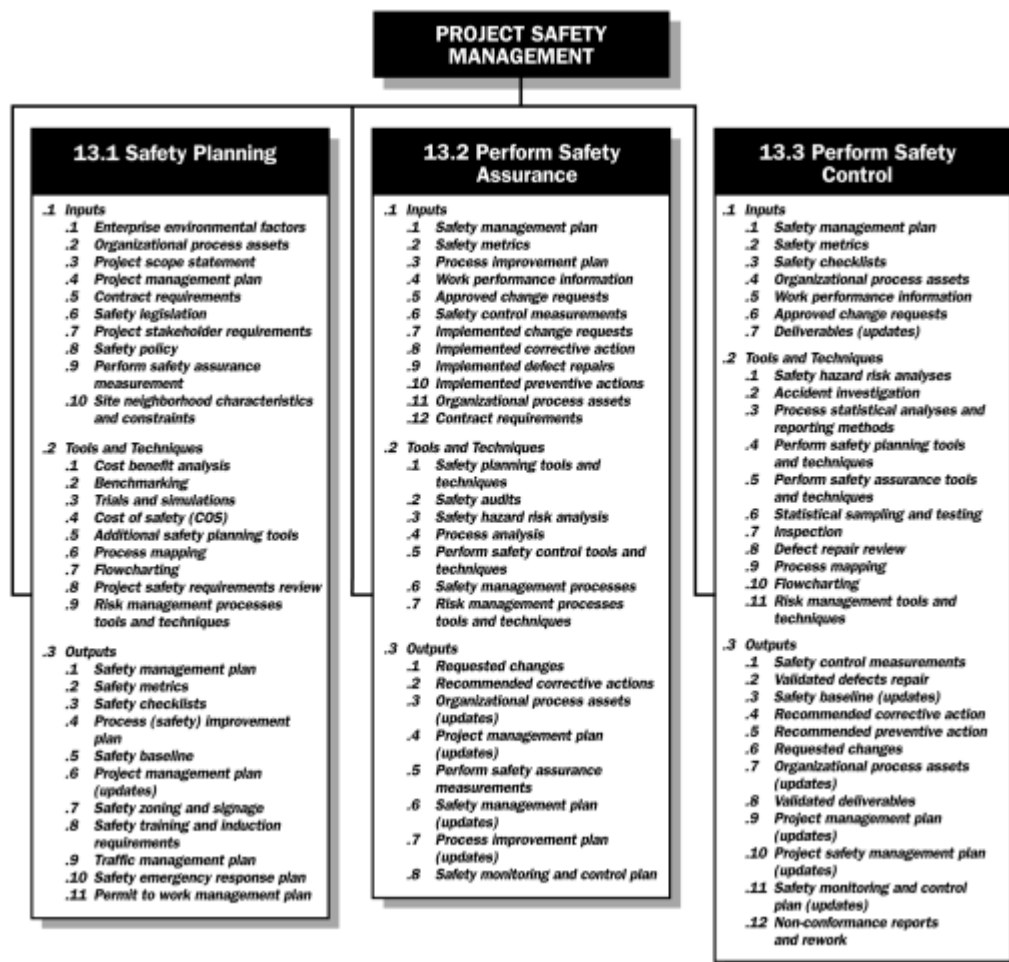 PROJECT SAFETY
MANAGEMENT
13.1 Safety Planning
.1 Inputs
.1 Enterprise environmental factors
.2 Organizational process assets
.3 Project scope statement
.4 Project management plan
.5 Contract requirements
.6 Safety legislation
.7 Project stakeholder requirements
.8 Safety policy
.9 Perform safety assurance
measurement
.10 Site neighborhood characteristics
and constraints
.2 Tools and Techniques
.1 Cost benefit analysis
.2 Benchmarking
.3 Trials and simulations
.4 Cost of safety (COS)
.5 Additional safety planning tools
.6 Process mapping
.7 Flowcharting
.8 Project safety requirements review
.9 Risk management processes
tools and techniques
.3 Outputs
.1 Safety management plan
.2 Safety metrics
.3 Safety checklists
.4 Process (safety) improvement
plan
.5 Safety baseline
.6 Project management plan
(updates)
.7 Safety zoning and signage
.8 Safety training and induction
requirements
.9 Traffic management plan
.10 Safety emergency response plan
.11 Permit to work management plan
13.2 Perform Safety
Assurance
.1 Inputs
.1 Safety management plan
.2 Safety metrics
.3 Process improvement plan
.4 Work performance information
.5 Approved change requests
.6 Safety control measurements
.7 Implemented change requests
.8 Implemented corrective action
.9 Implemented defect repairs
.10 Implemented preventive actions
.11 Organizational process assets
.12 Contract requirements
.2 Tools and Techniques
.1 Safety planning tools and
techniques
.2 Safety audits
.3 Safety hazard risk analysis
.4 Process analysis
.5 Perform safety control tools and
techniques
.6 Safety management processes
.7 Risk management processes
tools and techniques
.3 Outputs
.1 Requested changes
.2 Recommended corrective actions
.3 Organizational process assets
(updates)
.4 Project management plan
(updates)
.5 Perform safety assurance
measurements
.6 Safety management plan
(updates)
.7 Process improvement plan
(updates)
.8 Safety monitoring and control plan
13.3 Perform Safety
Control
.1 Inputs
.1 Safety management plan
.2 Safety metrics
.3 Safety checklists
.4 Organizational process assets
.5 Work performance information
.6 Approved change requests
.7 Deliverables (updates)
.2 Tools and Techniques
.1 Safety hazard risk analyses
.2 Accident investigation
.3 Process statistical analyses and
reporting methods
.4 Perform safety planning tools
and techniques
.5 Perform safety assurance tools
and techniques
.6 Statistical sampling and testing
.7 Inspection
.8 Defect repair review
.9 Process mapping
.10 Flowcharting
.11 Risk management tools and
techniques
.3 Outputs
.1 Safety control measurements
.2 Validated defects repair
.3 Safety baseline (updates)
.4 Recommended corrective action
.5 Recommended preventive action
.6 Requested changes
.7 Organizational process assets
(updates)
.8 Validated deliverables
.9 Project management plan
(updates)
.10 Project safety management plan
(updates)
.11 Safety monitoring and control
plan (updates)
.12 Non-conformance reports
and rework